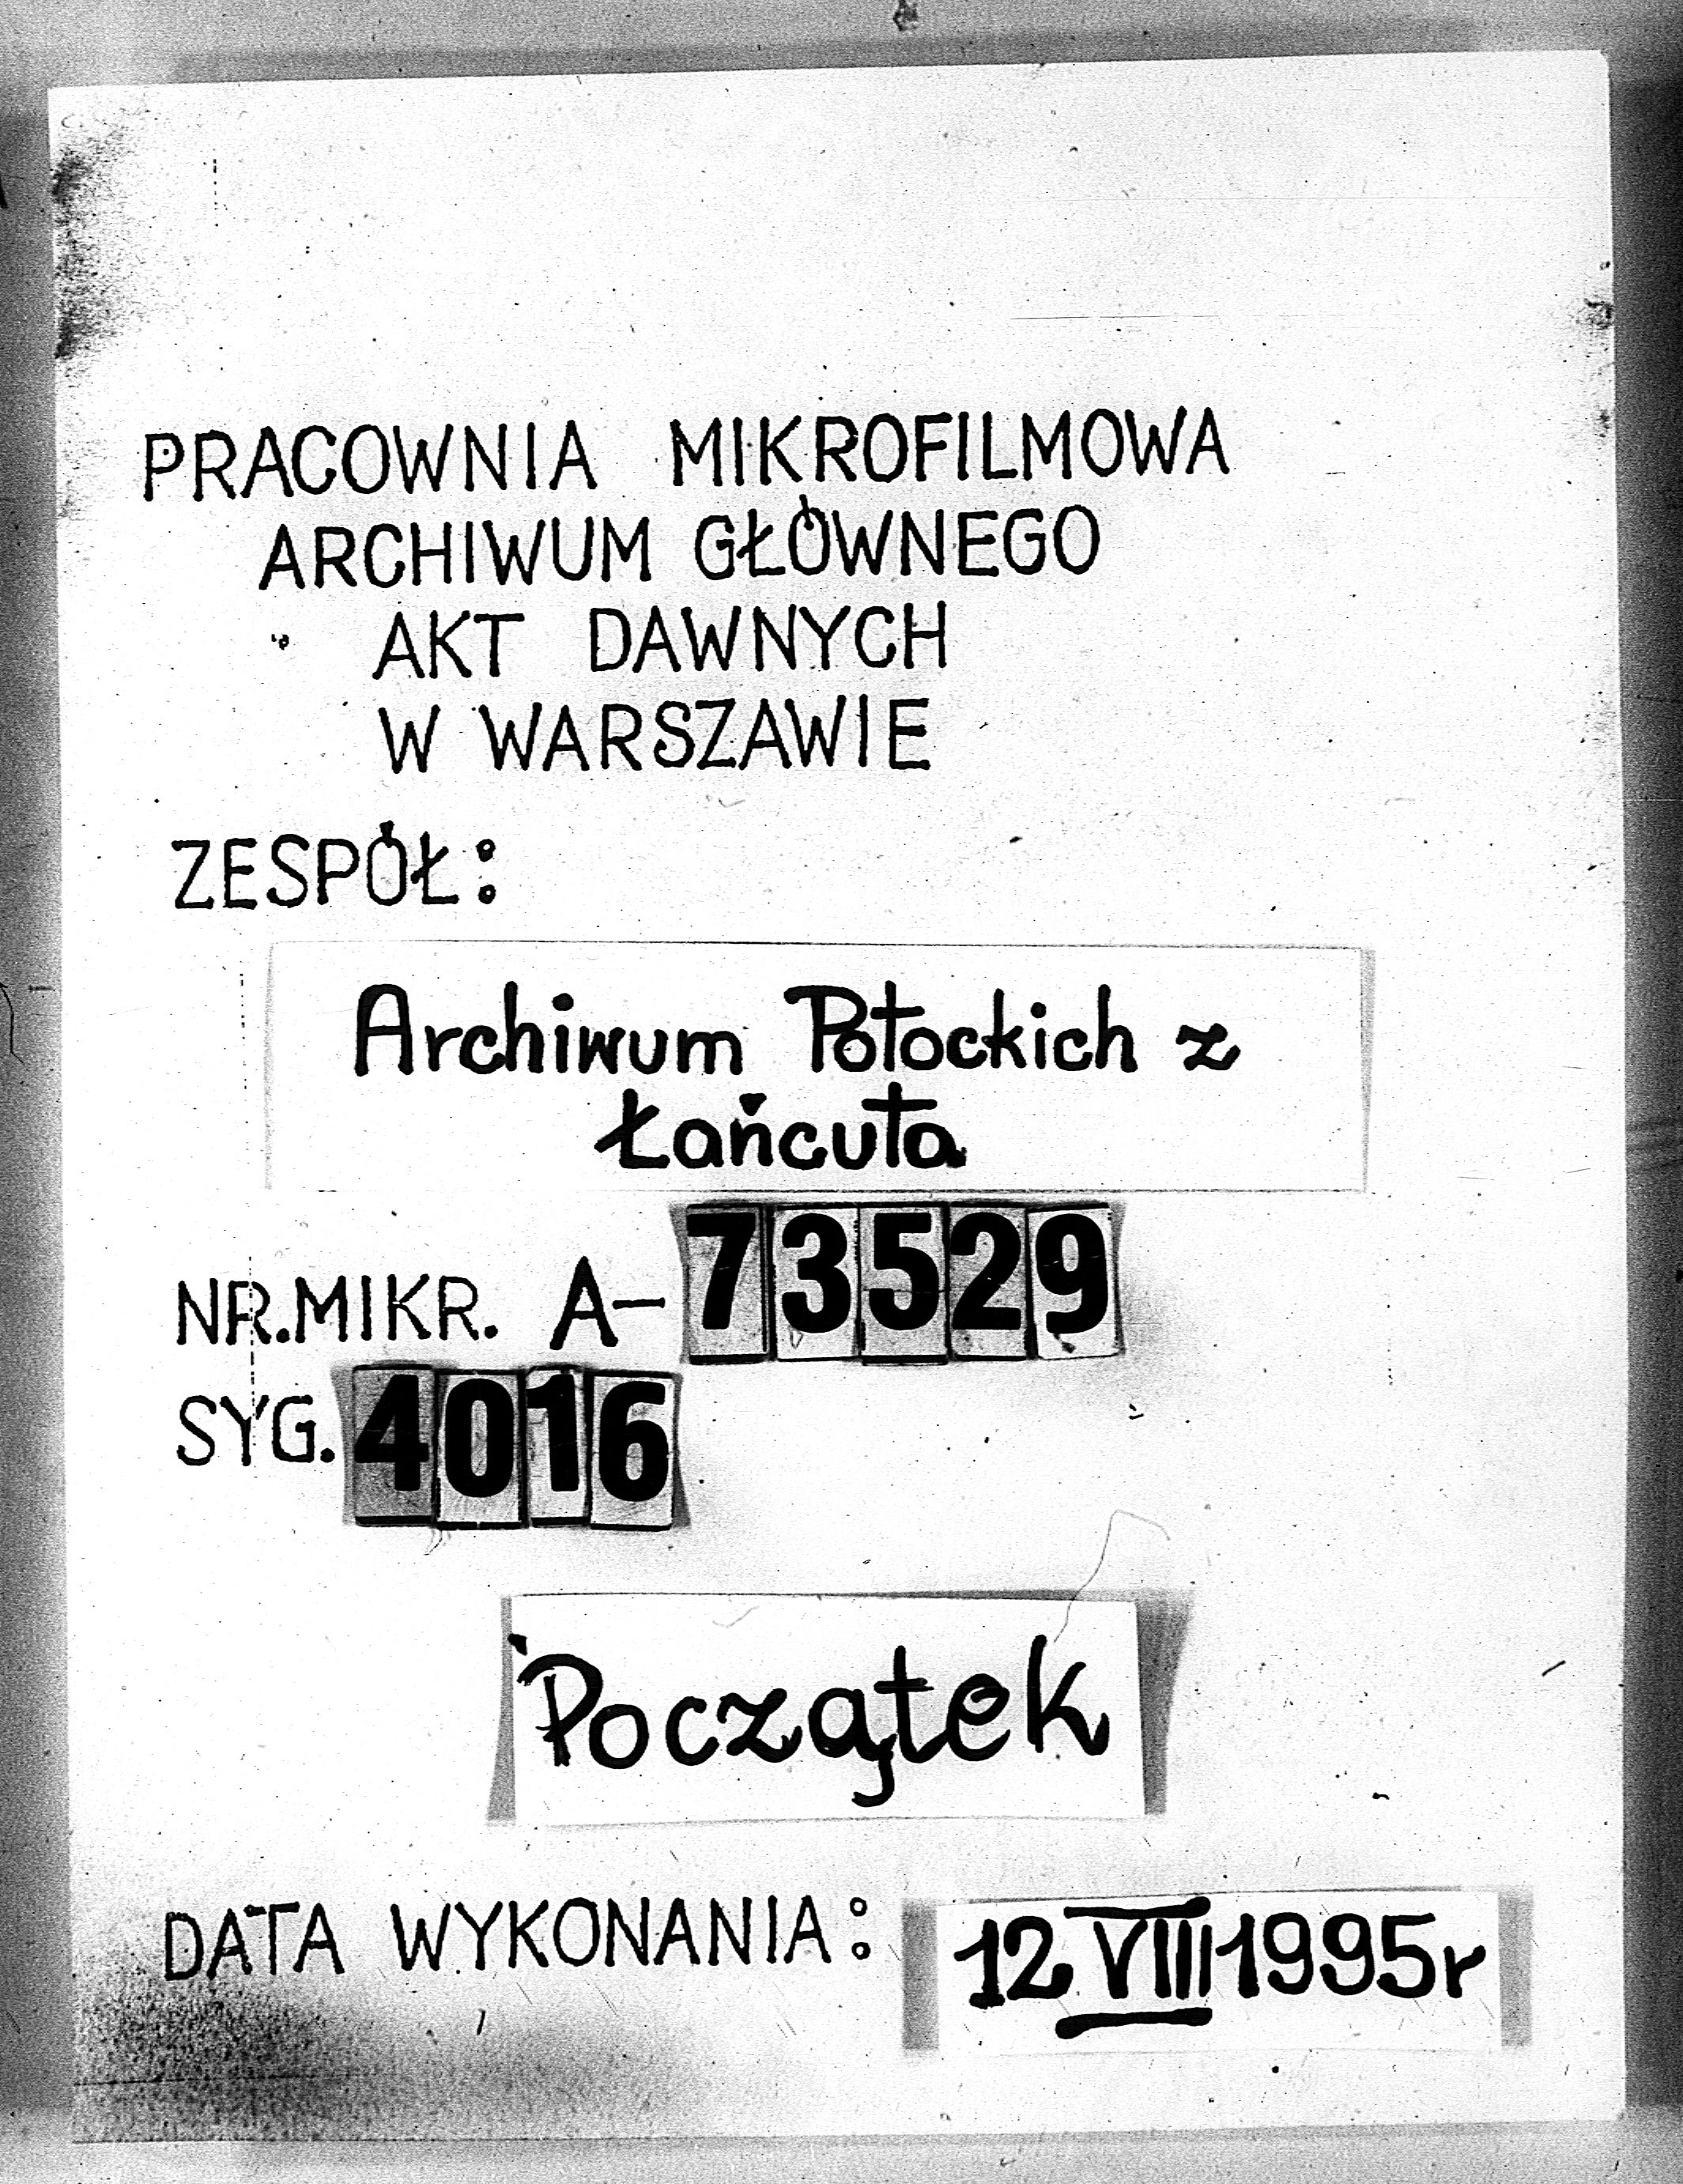 PRACOWNIA MIKROFILMOWA
ARCHIWUM GŁÓWNEGO
AKT DAWNYCH
W WARSZAWIE
ZESPÓŁ:
Archiwum Potockich z
Łańcuta
NR.MIKR. A-73529
SYG. 4016
Początek
DATA WYKONANIA: 12 VIII 1995r